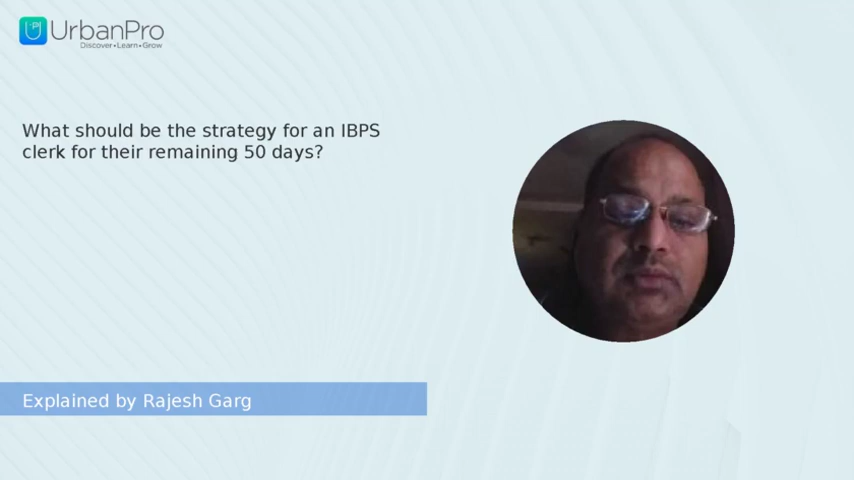 UrbanPro
Discover•Learn•Grow
What should be the strategy for an IBPS
clerk for their remaining 50 days?
Explained by Rajesh Garg